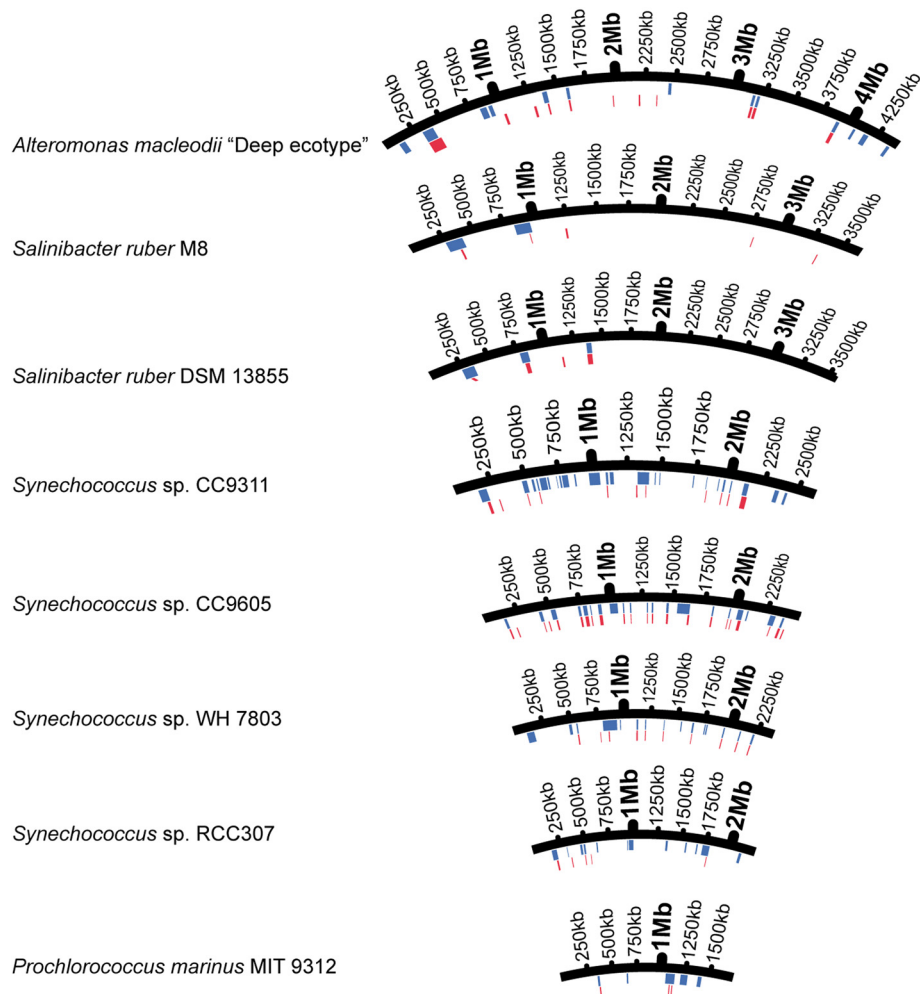 250kb 500kb 750kb 1Mb 1250kb 1500kb 1750kb 2Mb 2250kb 2500kb 2750kb 3Mb 3250kb 3500kb 3750kb 4Mb 4250kb
Alteromonas macleodii “Deep ecotype”
250kb 500kb 750kb 1Mb 1250kb 1500kb 1750kb 2Mb 2250kb 2500kb 2750kb 3Mb 3250kb 3500kb
Salinibacter ruber M8
250kb 500kb 750kb 1Mb 1250kb 1500kb 1750kb 2Mb 2250kb 2500kb 2750kb 3Mb 3250kb 3500kb
Salinibacter ruber DSM 13855
250kb 500kb 750kb 1Mb 1250kb 1500kb 1750kb 2Mb 2250kb 2500kb
Synechococcus sp. CC9311
250kb 500kb 750kb 1Mb 1250kb 1500kb 1750kb 2Mb 2250kb
Synechococcus sp. CC9605
250kb 500kb 750kb 1Mb 1250kb 1500kb 1750kb 2Mb 2250kb
Synechococcus sp. WH 7803
250kb 500kb 750kb 1Mb 1250kb 1500kb 1750kb 2Mb
Synechococcus sp. RCC307
250kb 500kb 750kb 1Mb 1250kb 1500kb
Prochlorococcus marinus MIT 9312